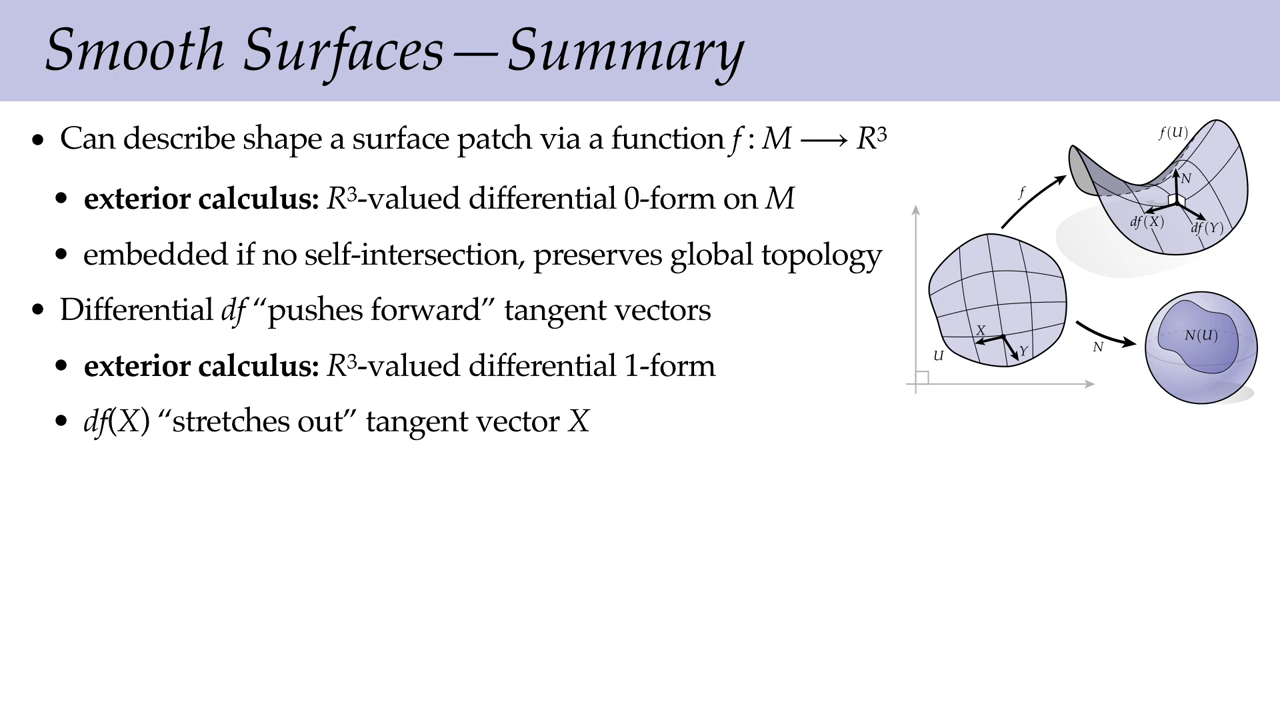 Smooth Surfaces—Summary
• Can describe shape a surface patch via a function f : M ⟶ R³
• exterior calculus: R³-valued differential 0-form on M
• embedded if no self-intersection, preserves global topology
• Differential df “pushes forward” tangent vectors
• exterior calculus: R³-valued differential 1-form
• df(X) “stretches out” tangent vector X
f(U)
N
f
df(X)
df(Y)
X
Y
U
N
N(U)